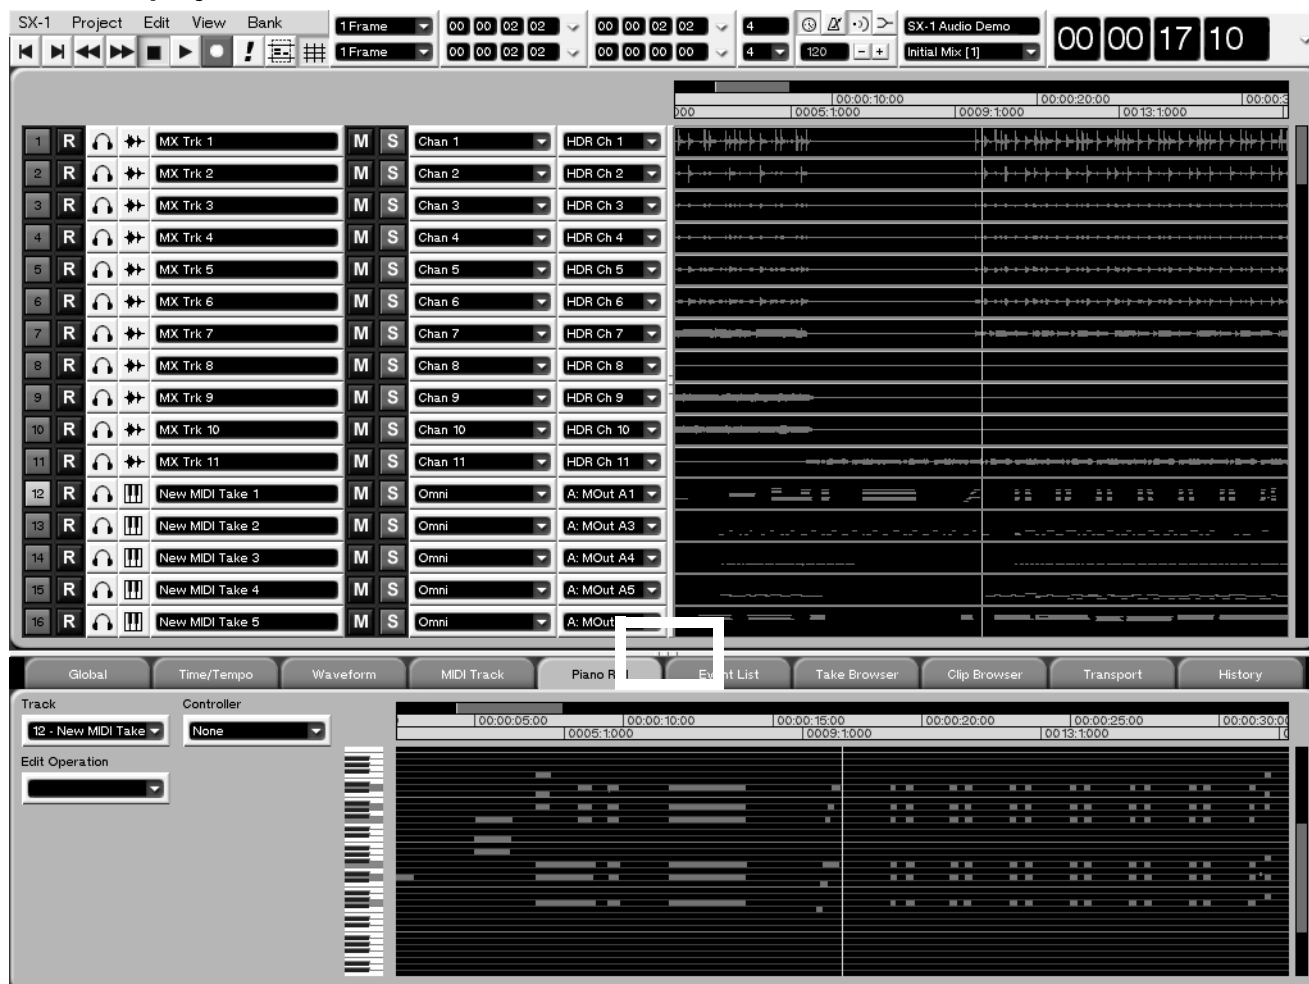 SX-1 Project Edit View Bank
1 Frame 00 00 02 02 00 00 02 02 4 SX-1 Audio Demo
1 Frame 00 00 02 02 00 00 00 00 4 120 - + Initial Mix [1] 00 00 17 10
00:00:10:00 00:00:20:00 00:00:3
000 0005:1:000 0009:1:000 0013:1:000
1 R MX Trk 1 M S Chan 1 HDR Ch 1
2 R MX Trk 2 M S Chan 2 HDR Ch 2
3 R MX Trk 3 M S Chan 3 HDR Ch 3
4 R MX Trk 4 M S Chan 4 HDR Ch 4
5 R MX Trk 5 M S Chan 5 HDR Ch 5
6 R MX Trk 6 M S Chan 6 HDR Ch 6
7 R MX Trk 7 M S Chan 7 HDR Ch 7
8 R MX Trk 8 M S Chan 8 HDR Ch 8
9 R MX Trk 9 M S Chan 9 HDR Ch 9
10 R MX Trk 10 M S Chan 10 HDR Ch 10
11 R MX Trk 11 M S Chan 11 HDR Ch 11
12 R New MIDI Take 1 M S Omni A: MOut A1
13 R New MIDI Take 2 M S Omni A: MOut A3
14 R New MIDI Take 3 M S Omni A: MOut A4
15 R New MIDI Take 4 M S Omni A: MOut A5
16 R New MIDI Take 5 M S Omni A: MOut
Global Time/Tempo Waveform MIDI Track Piano R Event List Take Browser Clip Browser Transport History
Track Controller
12 - New MIDI Take None
Edit Operation
00:00:05:00 00:00:10:00 00:00:15:00 00:00:20:00 00:00:25:00 00:00:30:00
0005:1:000 0009:1:000 0013:1:000